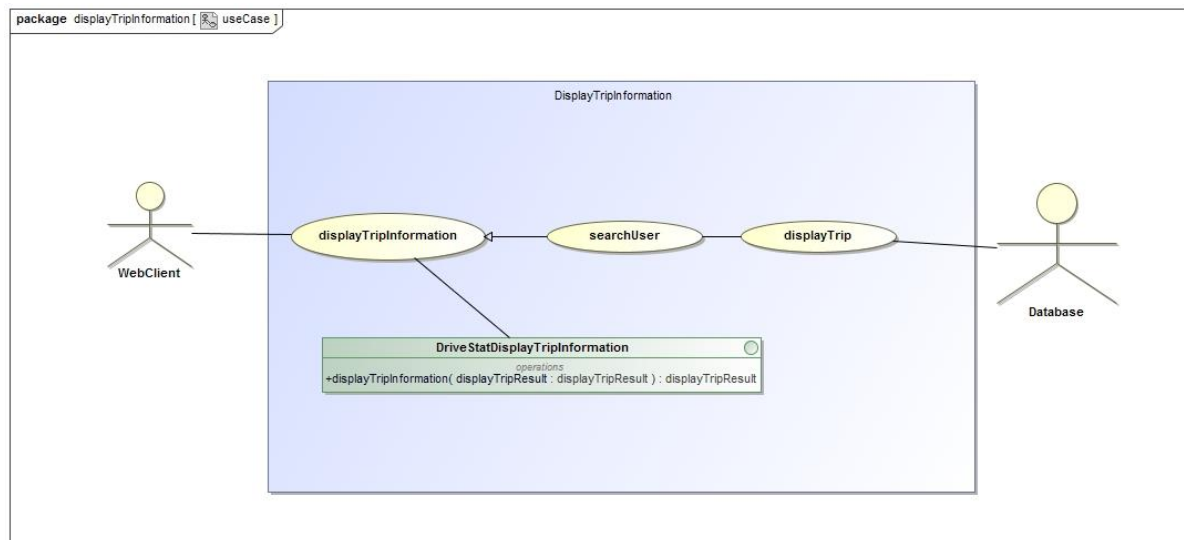 package displayTripInformation [ useCase ]
DisplayTripInformation
displayTripInformation
searchUser
displayTrip
WebClient
Database
DriveStatDisplayTripInformation
operations
+displayTripInformation( displayTripResult : displayTripResult ) : displayTripResult